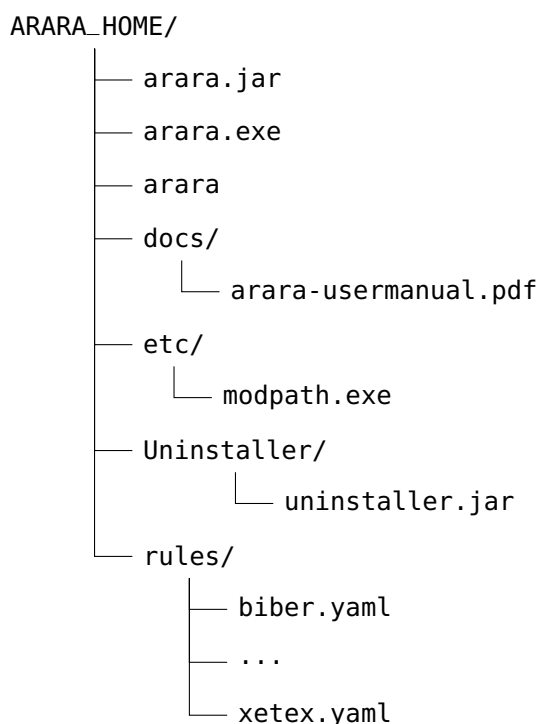 ARARA_HOME/
arara.jar
arara.exe
arara
docs/
arara-usermanual.pdf
etc/
modpath.exe
Uninstaller/
uninstaller.jar
rules/
biber.yaml
...
xetex.yaml